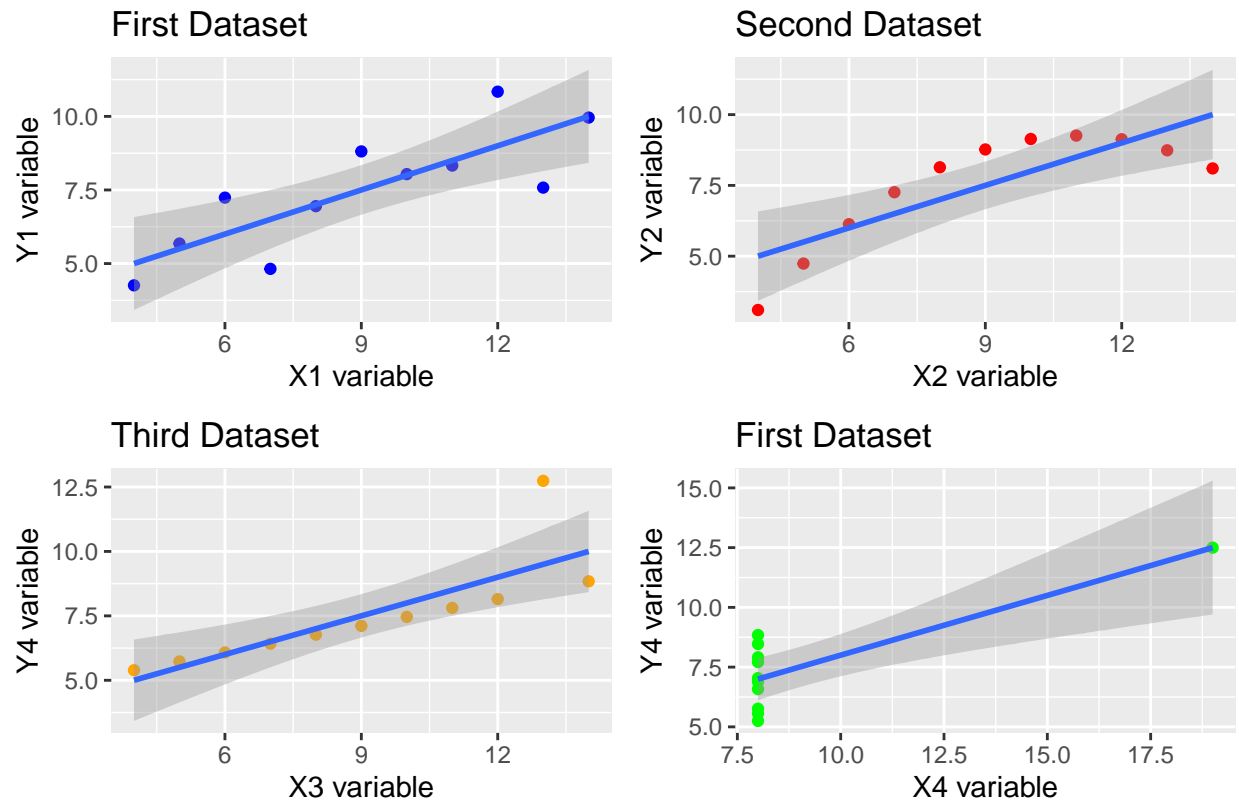 First Dataset
Second Dataset
10.0
7.5
5.0
Y1 variable
6 9 12
X1 variable
10.0
7.5
5.0
Y2 variable
6 9 12
X2 variable
Third Dataset
First Dataset
12.5
10.0
7.5
5.0
Y4 variable
6 9 12
X3 variable
15.0
12.5
10.0
7.5
5.0
Y4 variable
7.5 10.0 12.5 15.0 17.5
X4 variable